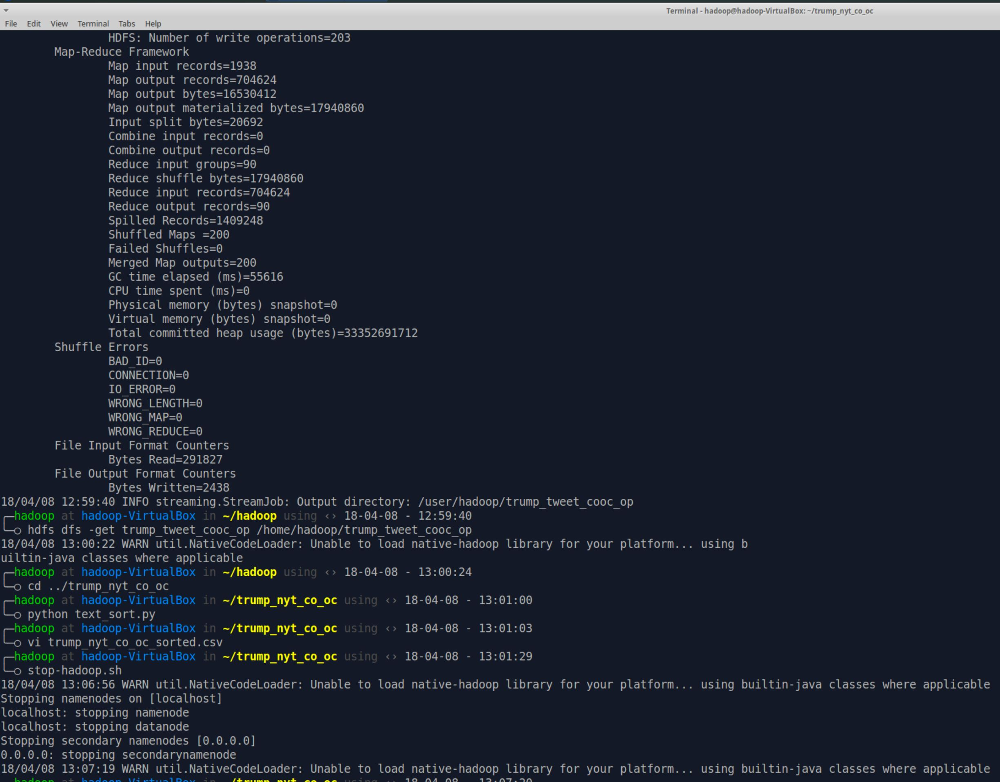 Terminal - hadoop@hadoop-VirtualBox: ~/trump_nyt_co_oc
File Edit View Terminal Tabs Help
HDFS: Number of write operations=203
Map-Reduce Framework
Map input records=1938
Map output records=704624
Map output bytes=16530412
Map output materialized bytes=17940860
Input split bytes=20692
Combine input records=0
Combine output records=0
Reduce input groups=90
Reduce shuffle bytes=17940860
Reduce input records=704624
Reduce output records=90
Spilled Records=1409248
Shuffled Maps =200
Failed Shuffles=0
Merged Map outputs=200
GC time elapsed (ms)=55616
CPU time spent (ms)=0
Physical memory (bytes) snapshot=0
Virtual memory (bytes) snapshot=0
Total committed heap usage (bytes)=33352691712
Shuffle Errors
BAD_ID=0
CONNECTION=0
IO_ERROR=0
WRONG_LENGTH=0
WRONG_MAP=0
WRONG_REDUCE=0
File Input Format Counters
Bytes Read=291827
File Output Format Counters
Bytes Written=2438
18/04/08 12:59:40 INFO streaming.StreamJob: Output directory: /user/hadoop/trump_tweet_cooc_op
╭─hadoop at hadoop-VirtualBox in ~/hadoop using ‹› 18-04-08 - 12:59:40
╰─○ hdfs dfs -get trump_tweet_cooc_op /home/hadoop/trump_tweet_cooc_op
18/04/08 13:00:22 WARN util.NativeCodeLoader: Unable to load native-hadoop library for your platform... using b
uiltin-java classes where applicable
╭─hadoop at hadoop-VirtualBox in ~/hadoop using ‹› 18-04-08 - 13:00:24
╰─○ cd ../trump_nyt_co_oc
╭─hadoop at hadoop-VirtualBox in ~/trump_nyt_co_oc using ‹› 18-04-08 - 13:01:00
╰─○ python text_sort.py
╭─hadoop at hadoop-VirtualBox in ~/trump_nyt_co_oc using ‹› 18-04-08 - 13:01:03
╰─○ vi trump_nyt_co_oc_sorted.csv
╭─hadoop at hadoop-VirtualBox in ~/trump_nyt_co_oc using ‹› 18-04-08 - 13:01:29
╰─○ stop-hadoop.sh
18/04/08 13:06:56 WARN util.NativeCodeLoader: Unable to load native-hadoop library for your platform... using builtin-java classes where applicable
Stopping namenodes on [localhost]
localhost: stopping namenode
localhost: stopping datanode
Stopping secondary namenodes [0.0.0.0]
0.0.0.0: stopping secondarynamenode
18/04/08 13:07:19 WARN util.NativeCodeLoader: Unable to load native-hadoop library for your platform... using builtin-java classes where applicable
hadoop at hadoop-VirtualBox in ~/trump_nyt_co_oc using ‹› 18-04-08 - 13:07:20